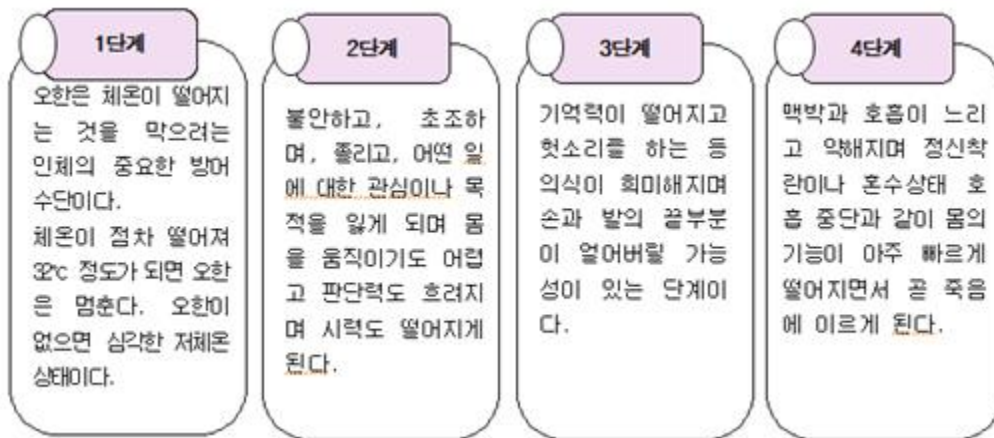 1단계
오한은 체온이 떨어지
는 것을 막으려는
인체의 중요한 방어
수단이다.
체온이 점차 떨어져
32℃ 정도가 되면 오한
은 멈춘다. 오한이
없으면 심각한 저체온
상태이다.
2단계
불안하고, 초조하
며, 졸리고, 어떤 일
에 대한 관심이나 목
적을 잃게 되며 몸
을 움직이기도 어렵
고 판단력도 흐려지
며 시력도 떨어지게
된다.
3단계
기억력이 떨어지고
헛소리를 하는 등
의식이 희미해지며
손과 발의 끝부분
이 얼어버릴 가능
성이 있는 단계이
다.
4단계
맥박과 호흡이 느리
고 약해지며 정신착
란이나 혼수상태 호
흡 중단과 같이 몸의
기능이 아주 빠르게
떨어지면서 곧 죽음
에 이르게 된다.